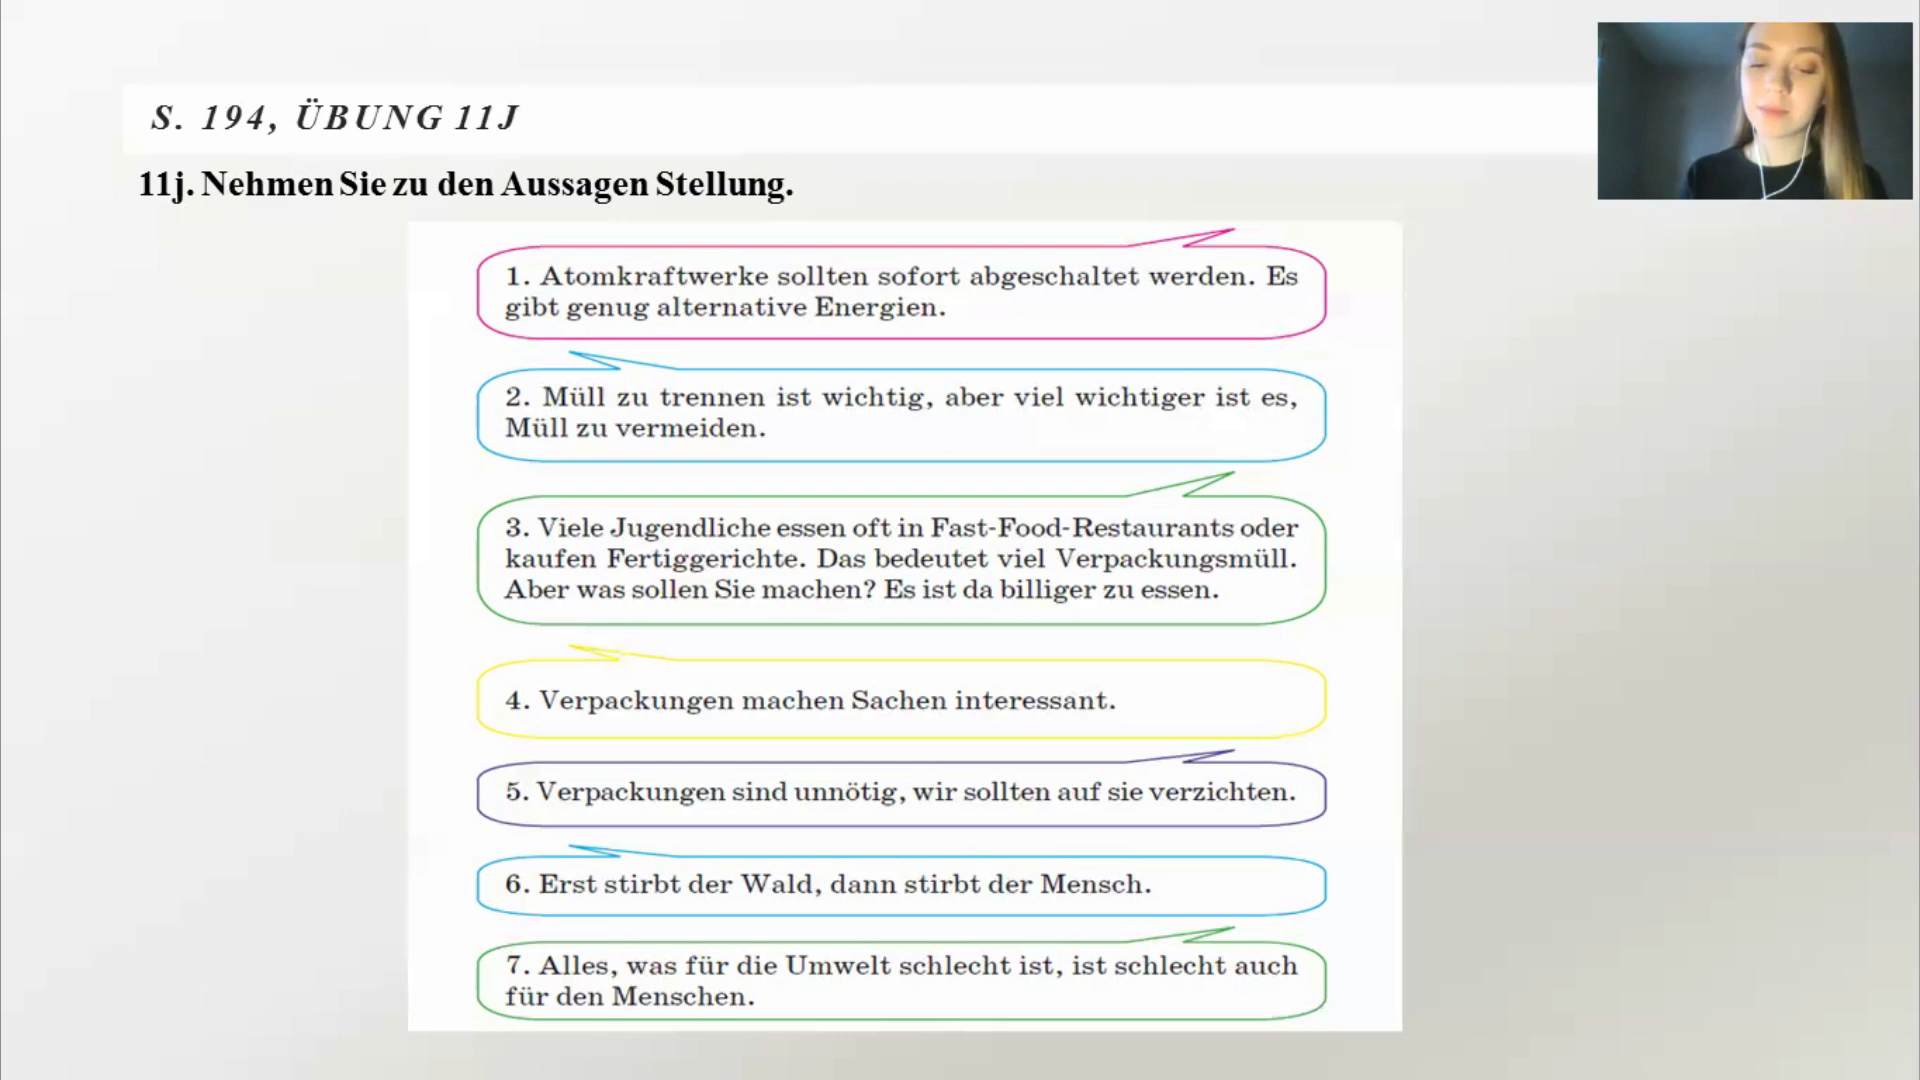 S. 194, ÜBUNG 11J
11j. Nehmen Sie zu den Aussagen Stellung.
1. Atomkraftwerke sollten sofort abgeschaltet werden. Es
gibt genug alternative Energien.
2. Müll zu trennen ist wichtig, aber viel wichtiger ist es,
Müll zu vermeiden.
3. Viele Jugendliche essen oft in Fast-Food-Restaurants oder
kaufen Fertiggerichte. Das bedeutet viel Verpackungsmüll.
Aber was sollen Sie machen? Es ist da billiger zu essen.
4. Verpackungen machen Sachen interessant.
5. Verpackungen sind unnötig, wir sollten auf sie verzichten.
6. Erst stirbt der Wald, dann stirbt der Mensch.
7. Alles, was für die Umwelt schlecht ist, ist schlecht auch
für den Menschen.